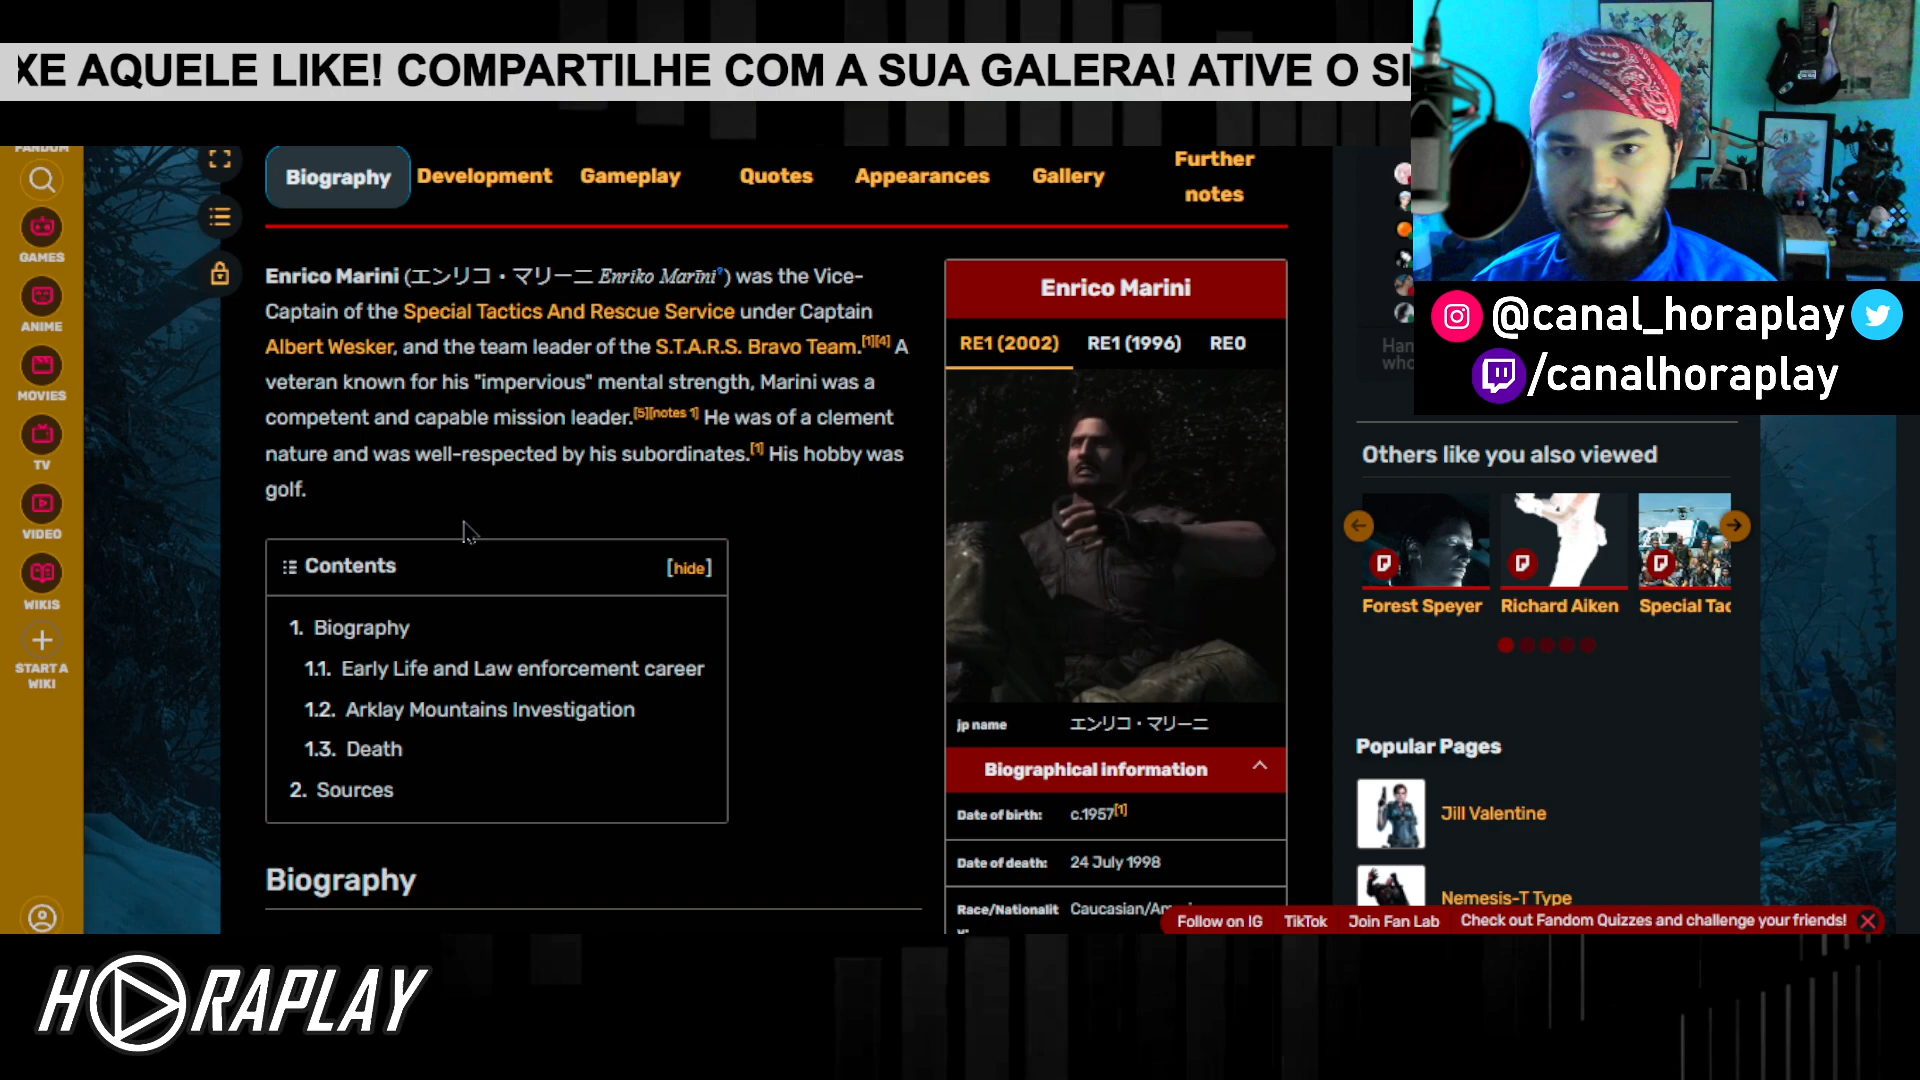 XE AQUELE LIKE! COMPARTILHE COM A SUA GALERA! ATIVE O SI
@canal_horaplay
/canalhoraplay
FANDOM
GAMES
ANIME
MOVIES
TV
VIDEO
WIKIS
START A
WIKI
Biography
Development
Gameplay
Quotes
Appearances
Gallery
Further
notes
Enrico Marini (エンリコ・マリーニ Enriko Marīni?) was the Vice-
Captain of the Special Tactics And Rescue Service under Captain
Albert Wesker, and the team leader of the S.T.A.R.S. Bravo Team.[1][4] A
veteran known for his "impervious" mental strength, Marini was a
competent and capable mission leader.[5][notes 1] He was of a clement
nature and was well-respected by his subordinates.[1] His hobby was
golf.
Contents [hide]
1. Biography
1.1. Early Life and Law enforcement career
1.2. Arklay Mountains Investigation
1.3. Death
2. Sources
Biography
Enrico Marini
RE1 (2002) RE1 (1996) RE0
jp name エンリコ・マリーニ
Biographical information
Date of birth: c.1957[1]
Date of death: 24 July 1998
Race/Nationalit Caucasian/Am
y:
Han
who
Others like you also viewed
Forest Speyer
Richard Aiken
Special Tac
Popular Pages
Jill Valentine
Nemesis-T Type
Follow on IG TikTok Join Fan Lab Check out Fandom Quizzes and challenge your friends!
HORAPLAY